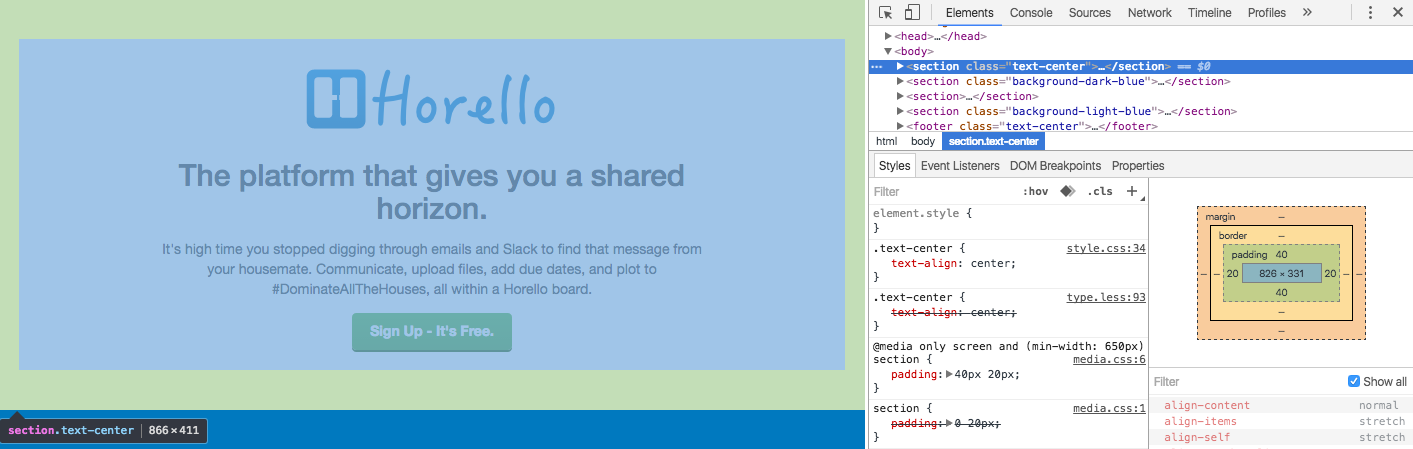 Horello
The platform that gives you a shared
horizon.
It's high time you stopped digging through emails and Slack to find that message from
your housemate. Communicate, upload files, add due dates, and plot to
#DominateAllTheHouses, all within a Horello board.
Sign Up - It's Free.
section.text-center | 866×411
Elements Console Sources Network Timeline Profiles »
<head>…</head>
<body>
<section class="text-center">…</section> == $0
<section class="background-dark-blue">…</section>
<section>…</section>
<section class="background-light-blue">…</section>
<footer class="text-center">…</footer>
html body section.text-center
Styles Event Listeners DOM Breakpoints Properties
Filter :hov .cls +
element.style {
}
.text-center { style.css:34
text-align: center;
}
.text-center { type.less:93
text-align: center;
}
@media only screen and (min-width: 650px)
section { media.css:6
padding: 40px 20px;
}
section { media.css:1
padding: 0 20px;
}
margin –
border –
padding 40
– – 20 826 × 331 20 – –
40
–
–
Filter Show all
align-content normal
align-items stretch
align-self stretch